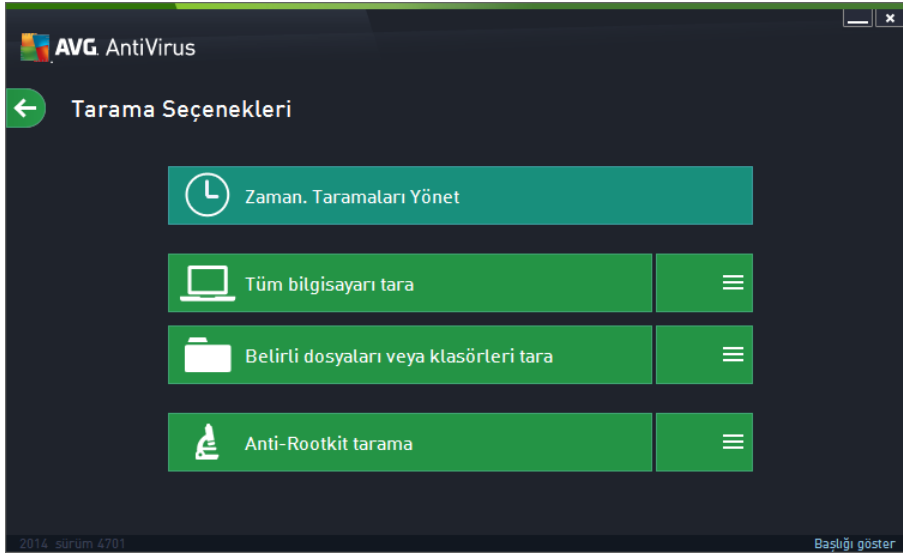 AVG. AntiVirus
Tarama Seçenekleri
Zaman. Taramaları Yönet
Tüm bilgisayarı tara
Belirli dosyaları veya klasörleri tara
Anti-Rootkit tarama
2014 sürüm 4701
Başlığı göster